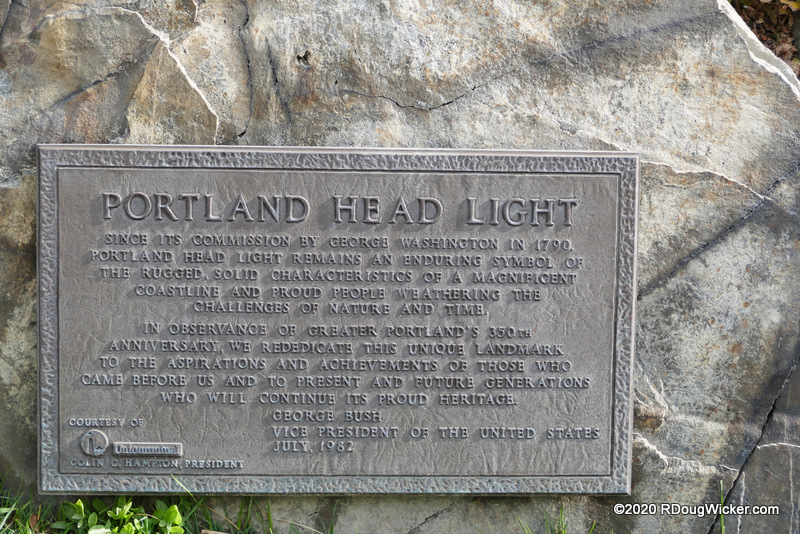 PORTLAND HEAD LIGHT
SINCE ITS COMMISSION BY GEORGE WASHINGTON IN 1790,
PORTLAND HEAD LIGHT REMAINS AN ENDURING SYMBOL OF
THE RUGGED, SOLID CHARACTERISTICS OF A MAGNIFICENT
COASTLINE AND PROUD PEOPLE WEATHERING THE
CHALLENGES OF NATURE AND TIME.
IN OBSERVANCE OF GREATER PORTLAND'S 350TH
ANNIVERSARY, WE REDEDICATE THIS UNIQUE LANDMARK
TO THE ASPIRATIONS AND ACHIEVEMENTS OF THOSE WHO
CAME BEFORE US AND TO PRESENT AND FUTURE GENERATIONS
WHO WILL CONTINUE ITS PROUD HERITAGE.
GEORGE BUSH
VICE PRESIDENT OF THE UNITED STATES
JULY, 1982
COURTESY OF
COLIN C. HAMPTON, PRESIDENT
©2020 RDougWicker.com